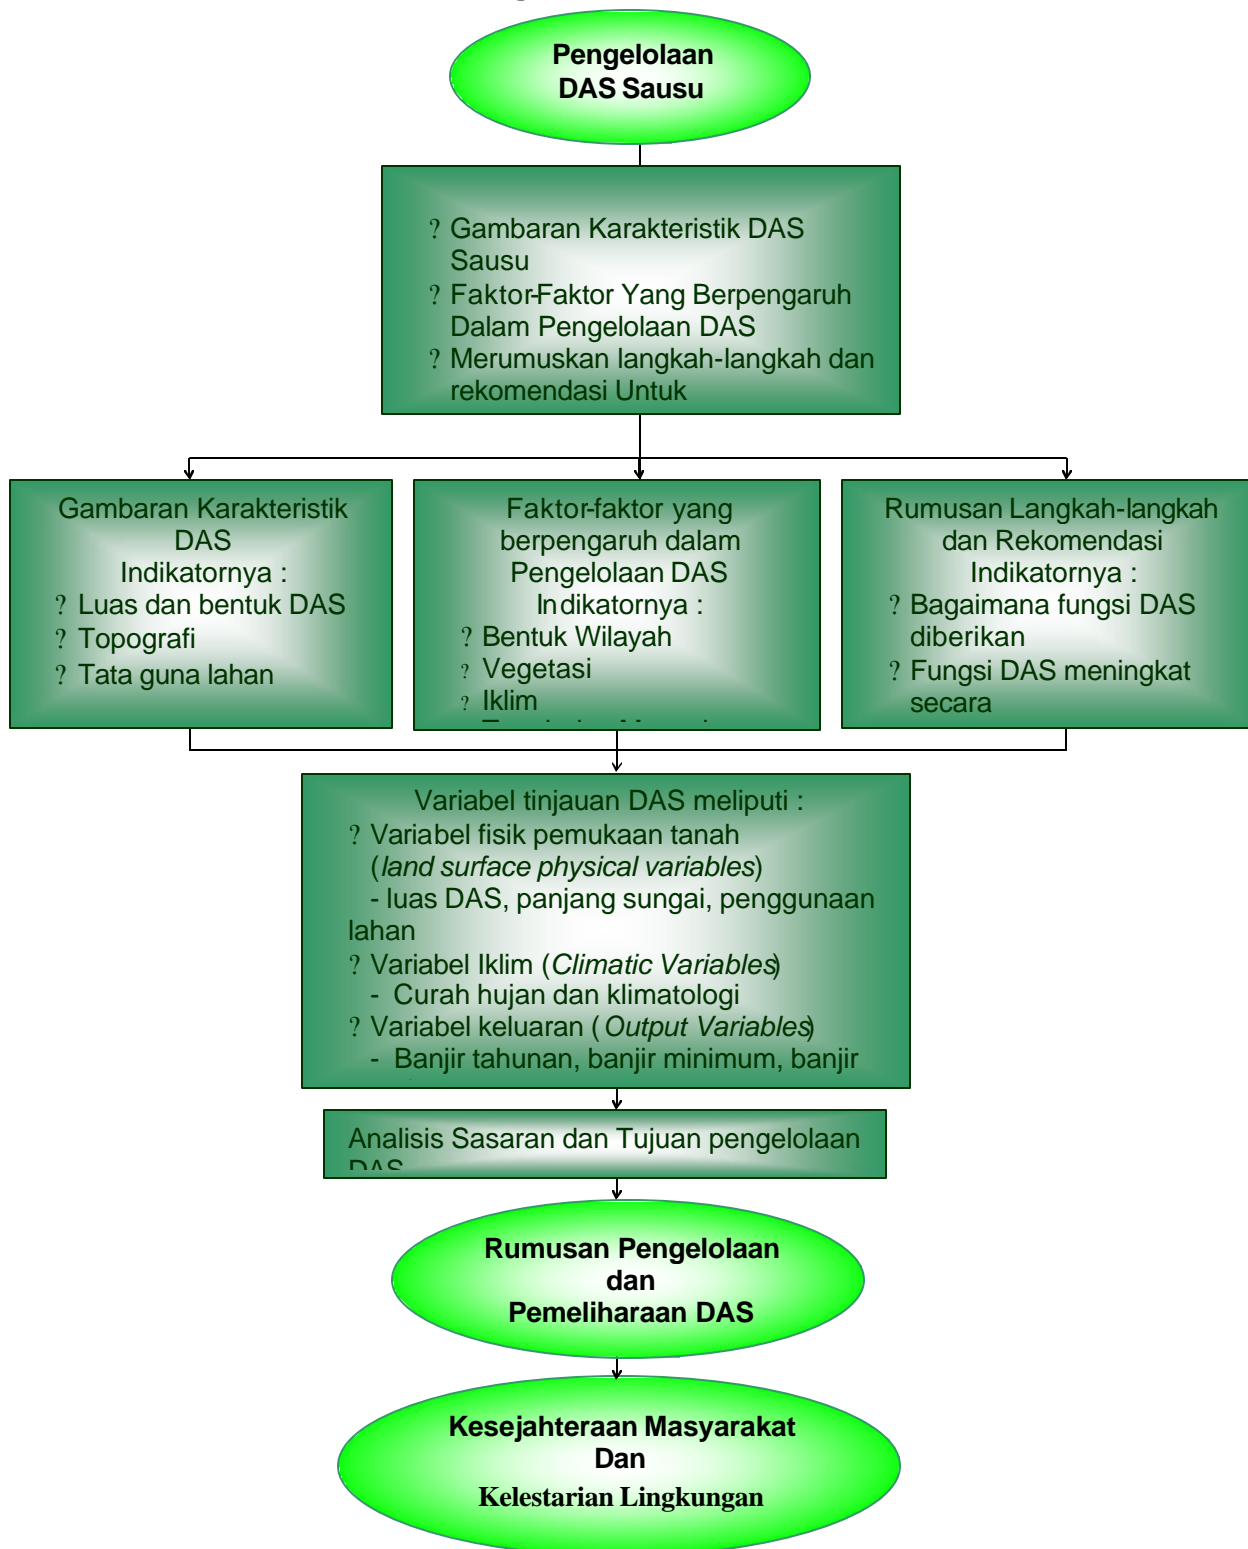 Pengelolaan
DAS Sausu
? Gambaran Karakteristik DAS
Sausu
? Faktor-Faktor Yang Berpengaruh
Dalam Pengelolaan DAS
? Merumuskan langkah-langkah dan
rekomendasi Untuk
Gambaran Karakteristik
DAS
Indikatornya :
? Luas dan bentuk DAS
? Topografi
? Tata guna lahan
Faktor-faktor yang
berpengaruh dalam
Pengelolaan DAS
Indikatornya :
? Bentuk Wilayah
? Vegetasi
? Iklim
Rumusan Langkah-langkah
dan Rekomendasi
Indikatornya :
? Bagaimana fungsi DAS
diberikan
? Fungsi DAS meningkat
secara
Variabel tinjauan DAS meliputi :
? Variabel fisik pemukaan tanah
(land surface physical variables)
- luas DAS, panjang sungai, penggunaan
lahan
? Variabel Iklim (Climatic Variables)
- Curah hujan dan klimatologi
? Variabel keluaran (Output Variables)
- Banjir tahunan, banjir minimum, banjir
Analisis Sasaran dan Tujuan pengelolaan
DAS
Rumusan Pengelolaan
dan
Pemeliharaan DAS
Kesejahteraan Masyarakat
Dan
Kelestarian Lingkungan